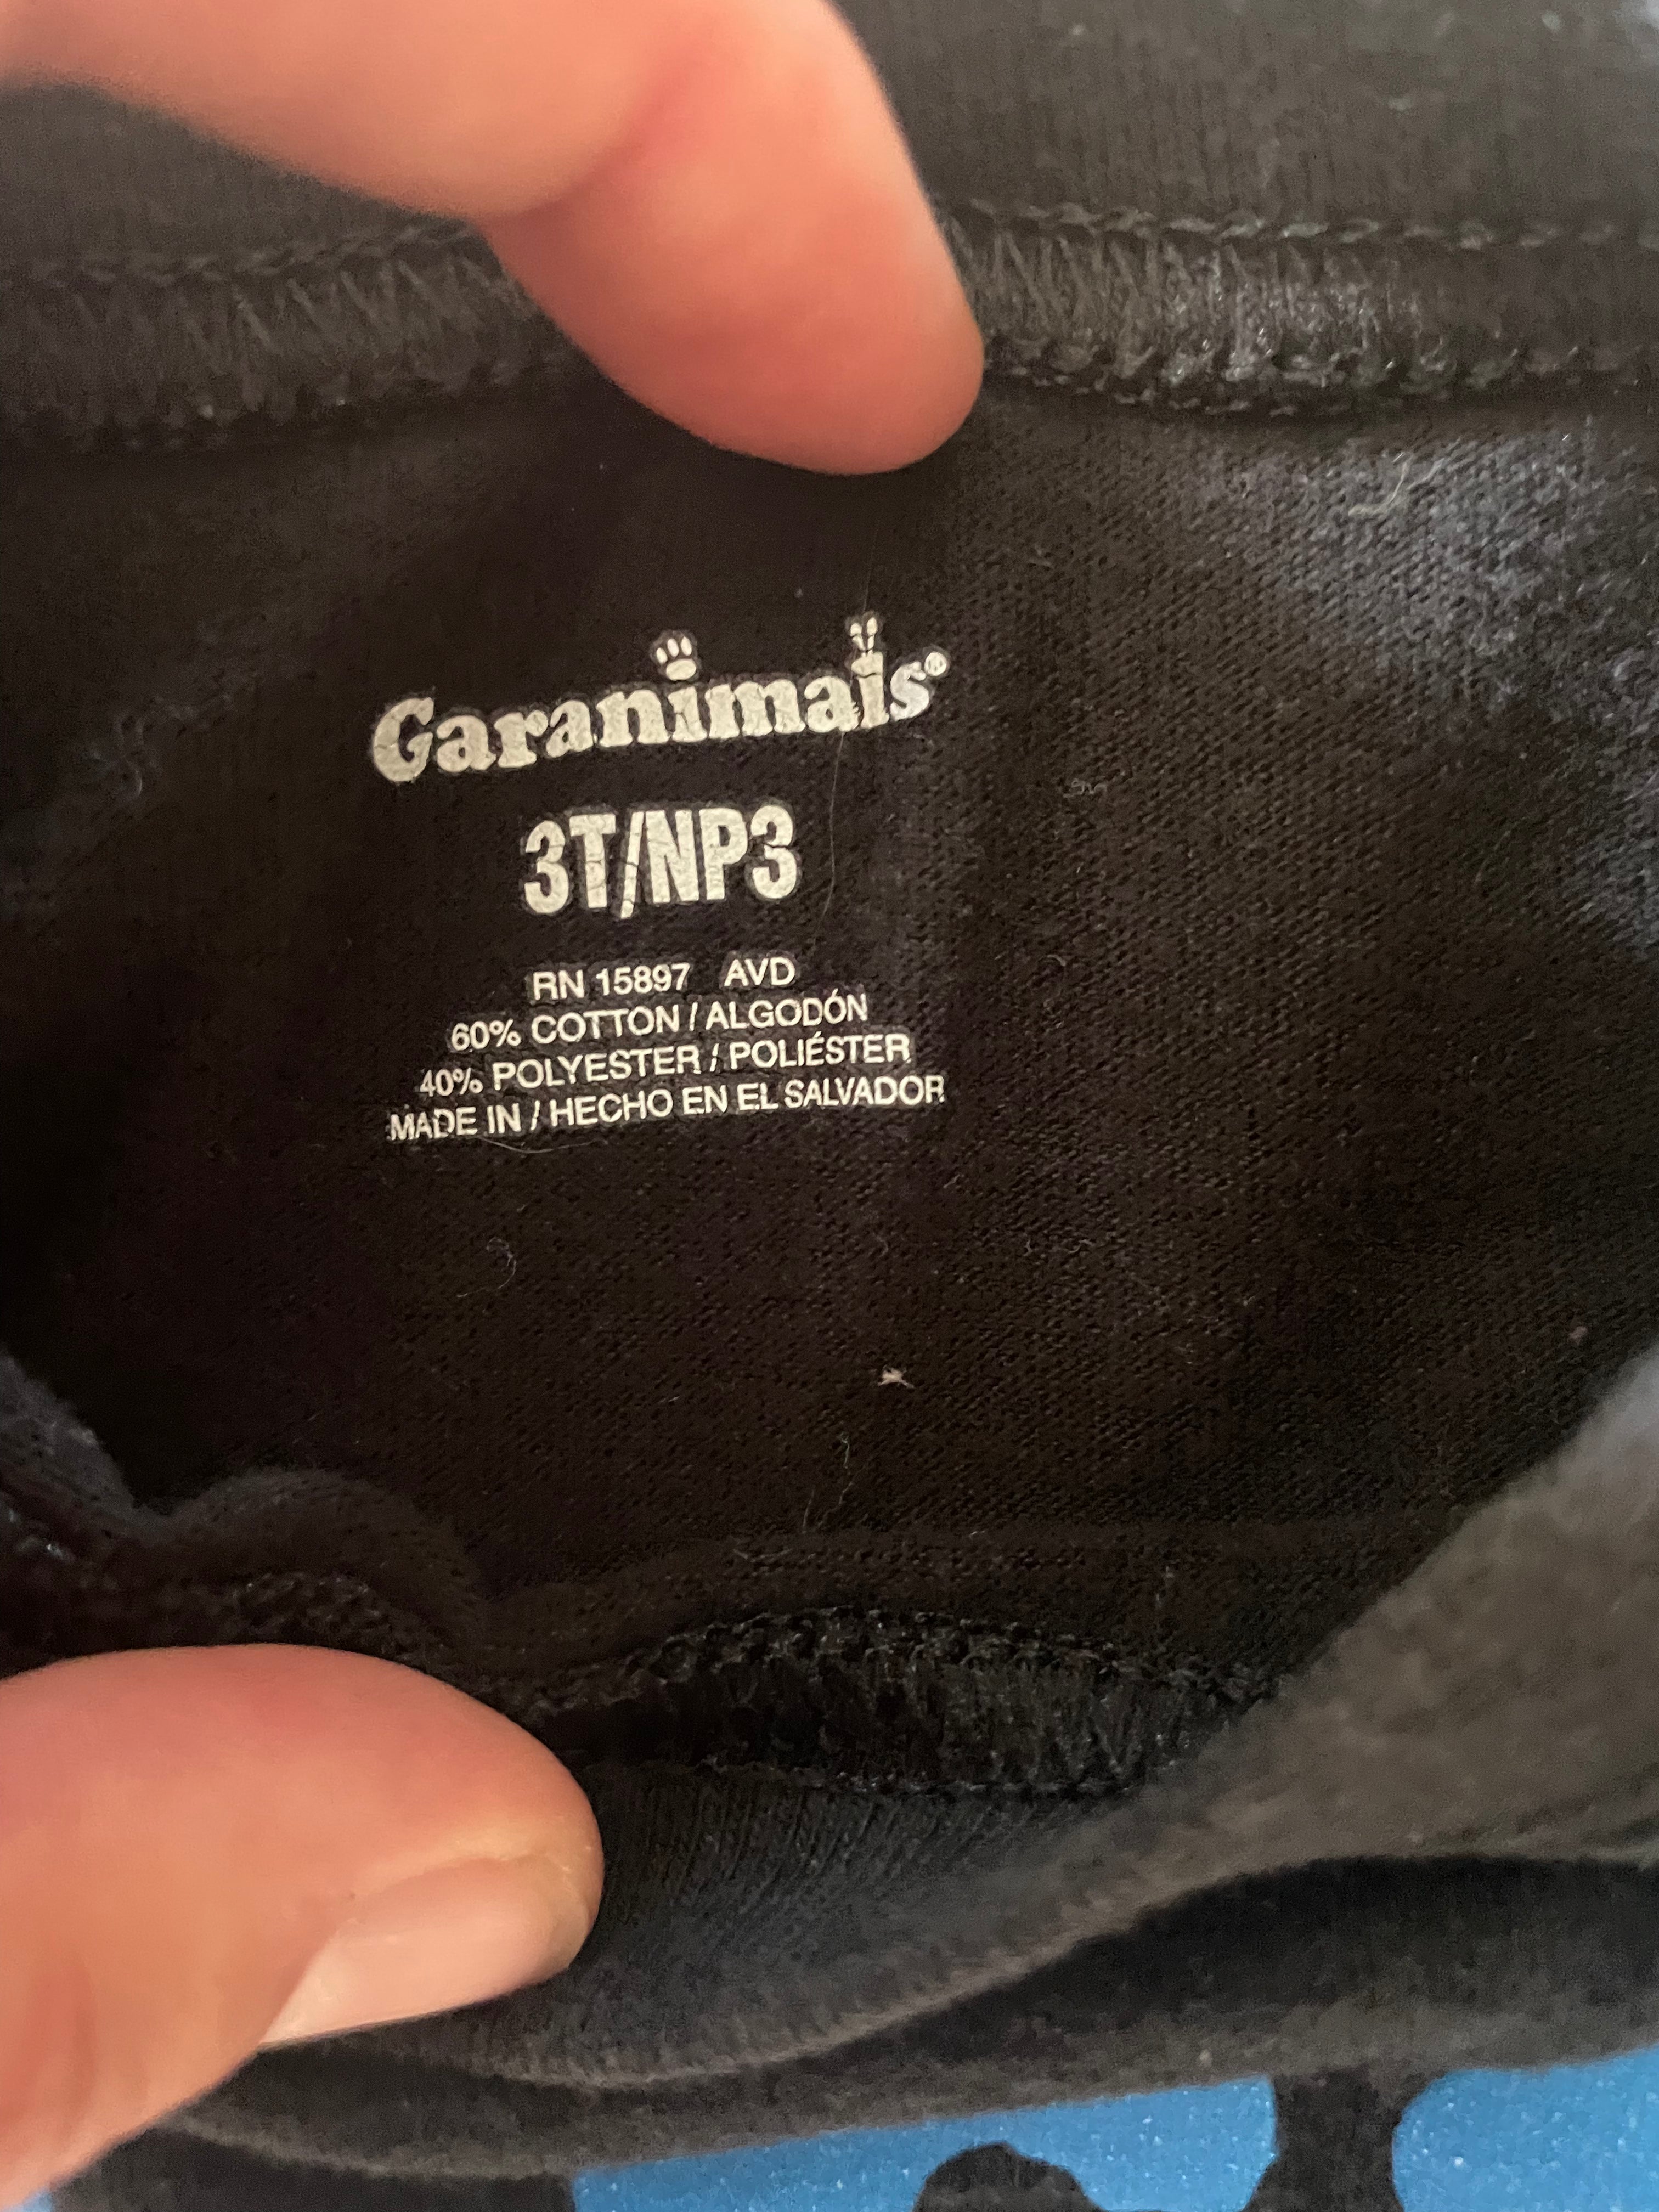 Garanimals®
3T/NP3
RN 15897 AVD
60% COTTON / ALGODÓN
40% POLYESTER / POLIÉSTER
MADE IN / HECHO EN EL SALVADOR